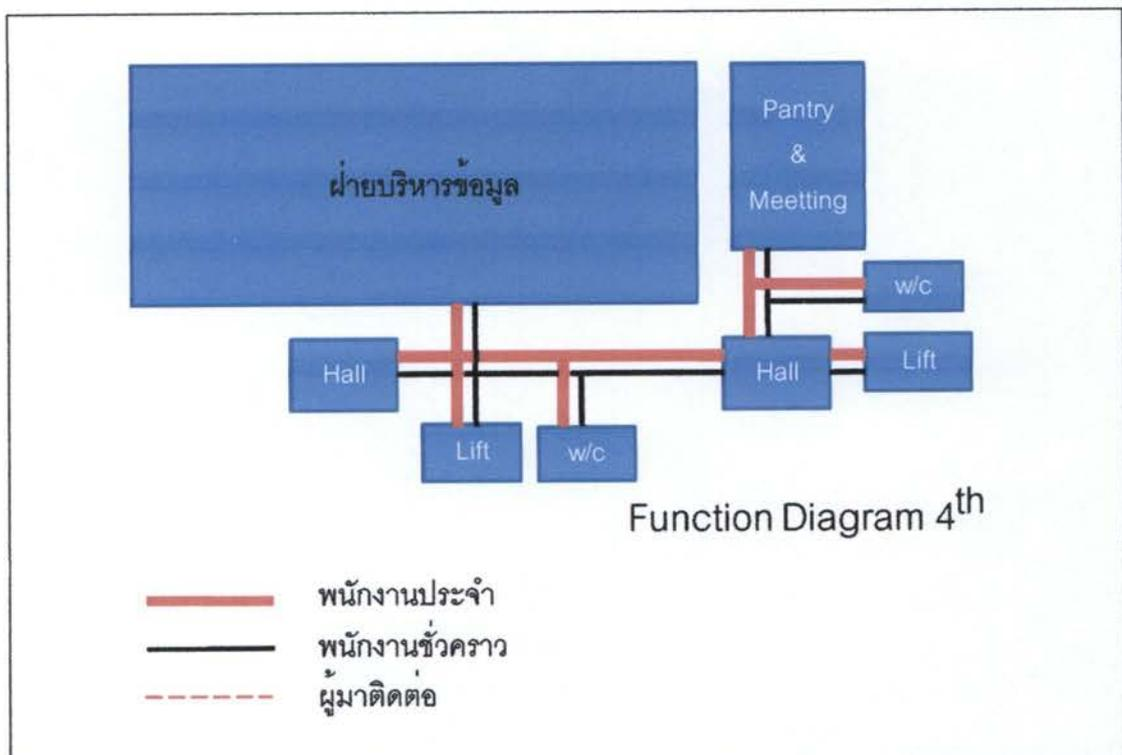 ฝ่ายบริหารข้อมูล
Pantry
&
Meetting
w/c
Hall
Hall
Lift
Lift
w/c
Function Diagram 4th
พนักงานประจำ
พนักงานชั่วคราว
ผู้มาติดต่อ